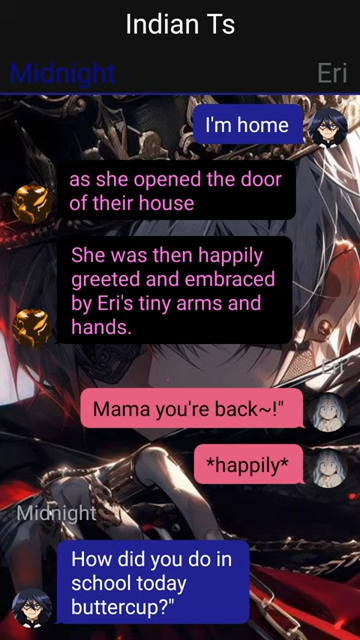 Indian Ts
Midnight
Eri
I'm home
as she opened the door
of their house
She was then happily
greeted and embraced
by Eri's tiny arms and
hands.
Eri
Mama you're back~!"
*happily*
Midnight
How did you do in
school today
buttercup?"